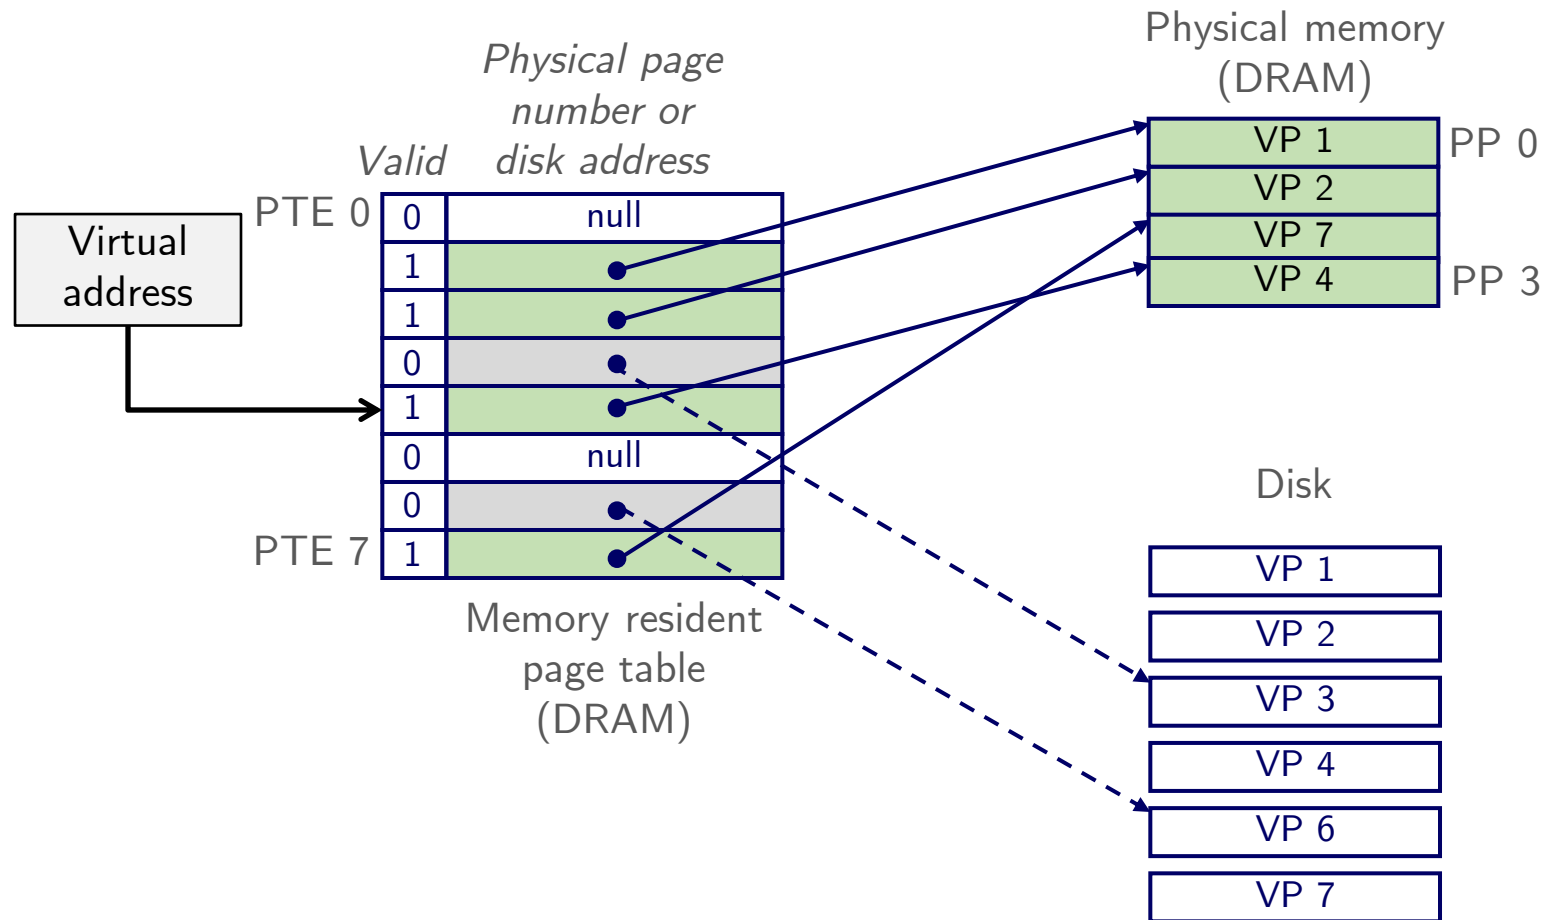 Physical memory
(DRAM)
Physical page
number or
disk address
Valid
VP 1
PP 0
VP 2
VP 7
VP 4
PP 3
Virtual
address
PTE 0
0
null
1
1
0
1
0
null
0
PTE 7
1
Memory resident
page table
(DRAM)
Disk
VP 1
VP 2
VP 3
VP 4
VP 6
VP 7